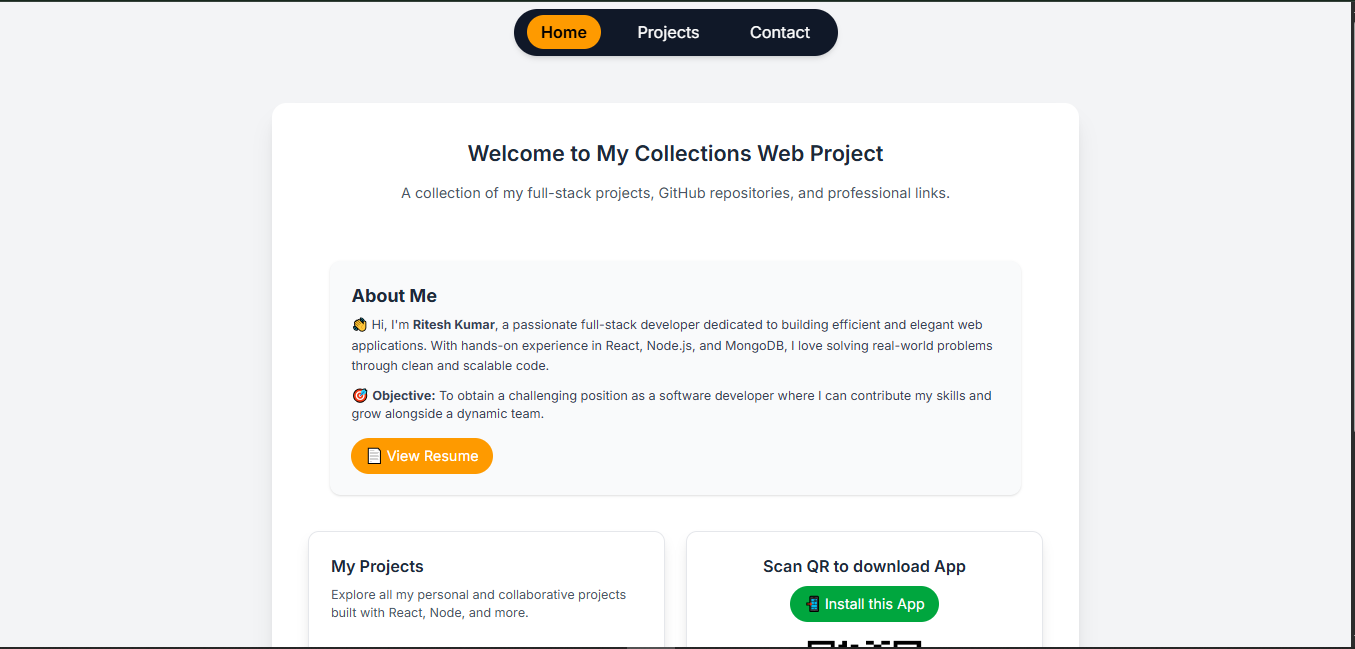 Home Projects Contact
Welcome to My Collections Web Project
A collection of my full-stack projects, GitHub repositories, and professional links.
About Me
👋 Hi, I'm Ritesh Kumar, a passionate full-stack developer dedicated to building efficient and elegant web
applications. With hands-on experience in React, Node.js, and MongoDB, I love solving real-world problems
through clean and scalable code.
🎯 Objective: To obtain a challenging position as a software developer where I can contribute my skills and
grow alongside a dynamic team.
📄 View Resume
My Projects
Explore all my personal and collaborative projects
built with React, Node, and more.
Scan QR to download App
📲 Install this App